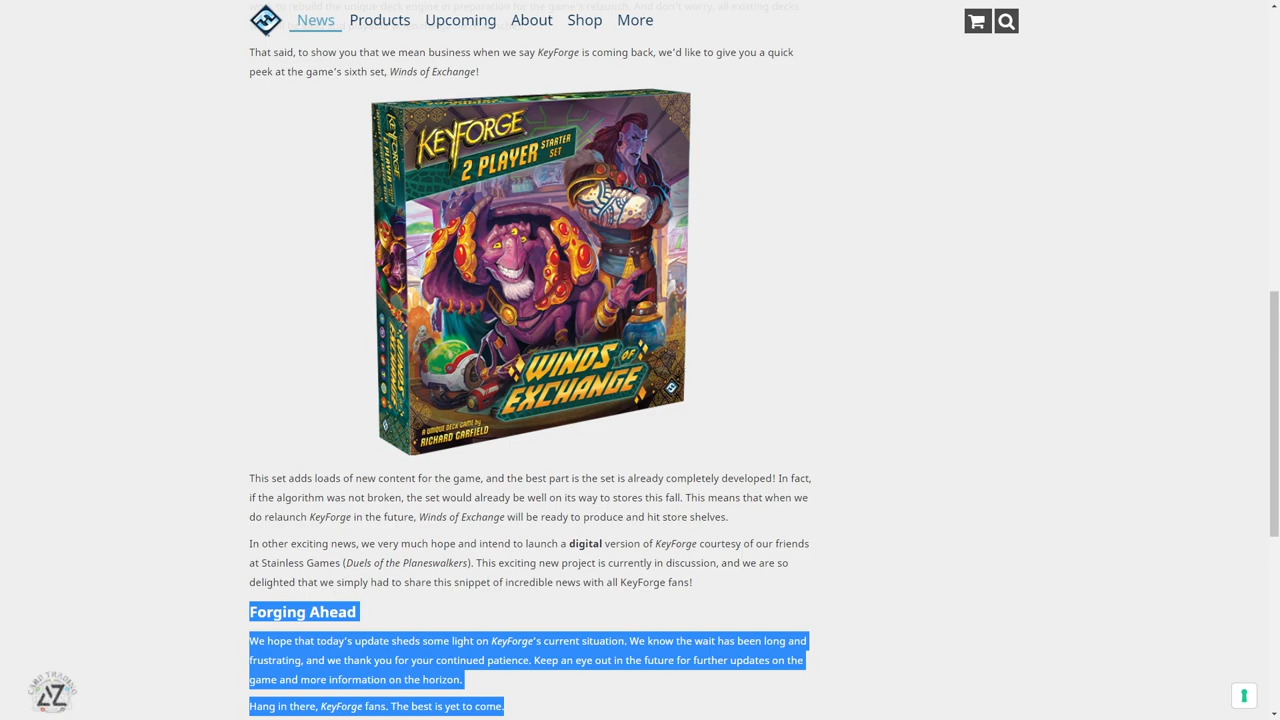 News Products Upcoming About Shop More
That said, to show you that we mean business when we say KeyForge is coming back, we'd like to give you a quick
peek at the game's sixth set, Winds of Exchange!
KEYFORGE
2 PLAYER STARTER SET
WINDS OF EXCHANGE
A UNIQUE DECK GAME BY
RICHARD GARFIELD
This set adds loads of new content for the game, and the best part is the set is already completely developed! In fact,
if the algorithm was not broken, the set would already be well on its way to stores this fall. This means that when we
do relaunch KeyForge in the future, Winds of Exchange will be ready to produce and hit store shelves.
In other exciting news, we very much hope and intend to launch a digital version of KeyForge courtesy of our friends
at Stainless Games (Duels of the Planeswalkers). This exciting new project is currently in discussion, and we are so
delighted that we simply had to share this snippet of incredible news with all KeyForge fans!
Forging Ahead
We hope that today's update sheds some light on KeyForge's current situation. We know the wait has been long and
frustrating, and we thank you for your continued patience. Keep an eye out in the future for further updates on the
game and more information on the horizon.
Hang in there, KeyForge fans. The best is yet to come.